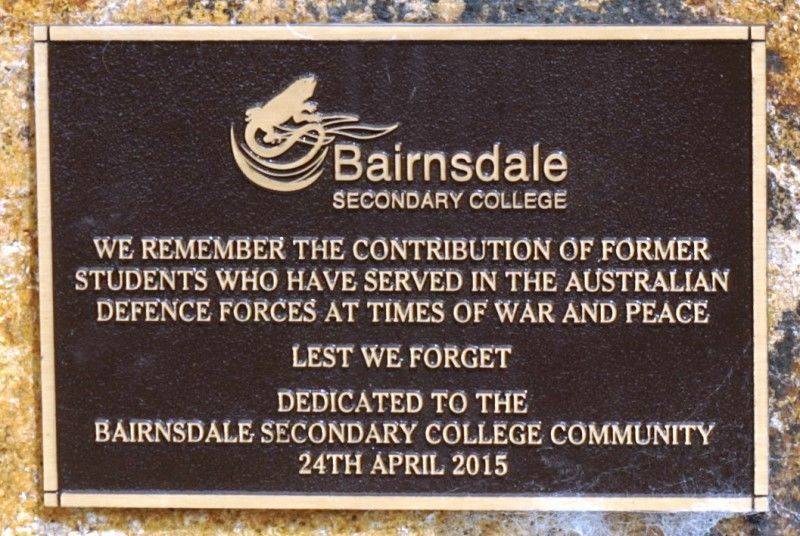 Bairnsdale
SECONDARY COLLEGE
WE REMEMBER THE CONTRIBUTION OF FORMER
STUDENTS WHO HAVE SERVED IN THE AUSTRALIAN
DEFENCE FORCES AT TIMES OF WAR AND PEACE
LEST WE FORGET
DEDICATED TO THE
BAIRNSDALE SECONDARY COLLEGE COMMUNITY
24TH APRIL 2015